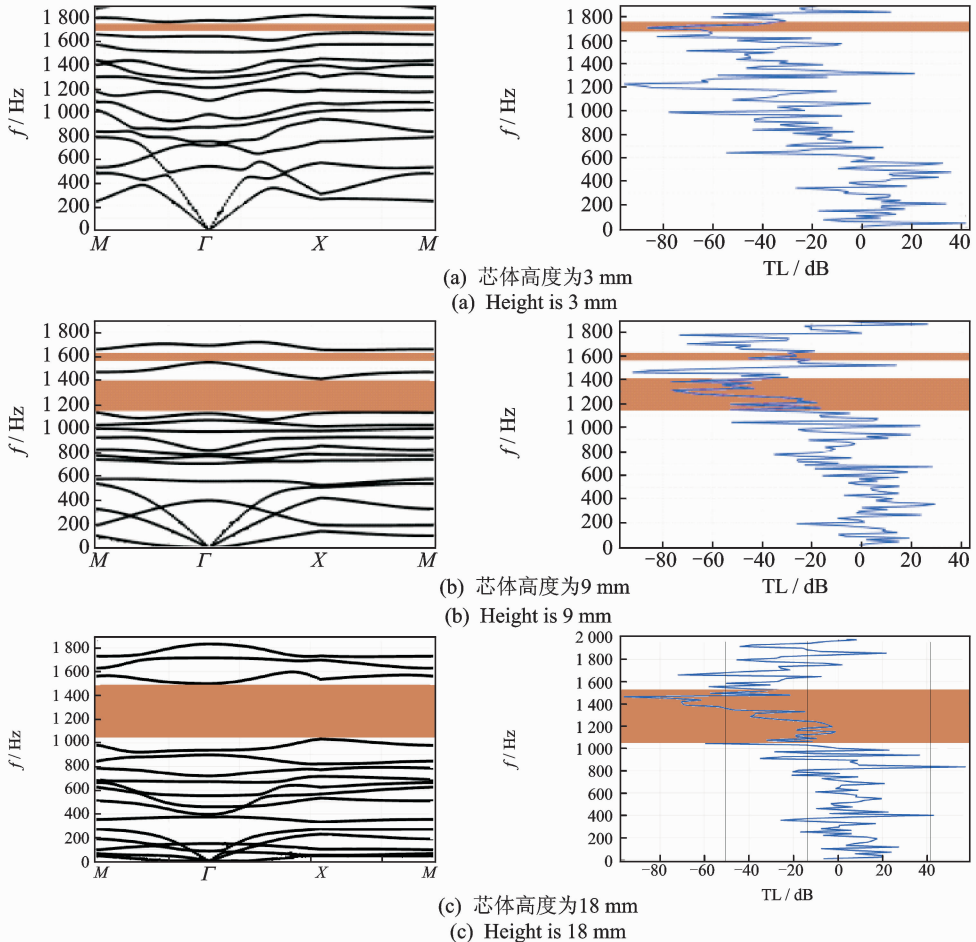 1 800
1 600
1 400
1 200
1 000
800
600
400
200
0
f / Hz
M Γ X M
1 800
1 600
1 400
1 200
1 000
800
600
400
200
0
f / Hz
−80 −60 −40 −20 0 20 40
TL / dB
(a) 芯体高度为3 mm
(a) Height is 3 mm
1 800
1 600
1 400
1 200
1 000
800
600
400
200
0
f / Hz
M Γ X M
1 800
1 600
1 400
1 200
1 000
800
600
400
200
0
f / Hz
−80 −60 −40 −20 0 20 40
TL / dB
(b) 芯体高度为9 mm
(b) Height is 9 mm
1 800
1 600
1 400
1 200
1 000
800
600
400
200
0
f / Hz
M Γ X M
2 000
1 800
1 600
1 400
1 200
1 000
800
600
400
200
0
f / Hz
−80 −60 −40 −20 0 20 40
TL / dB
(c) 芯体高度为18 mm
(c) Height is 18 mm